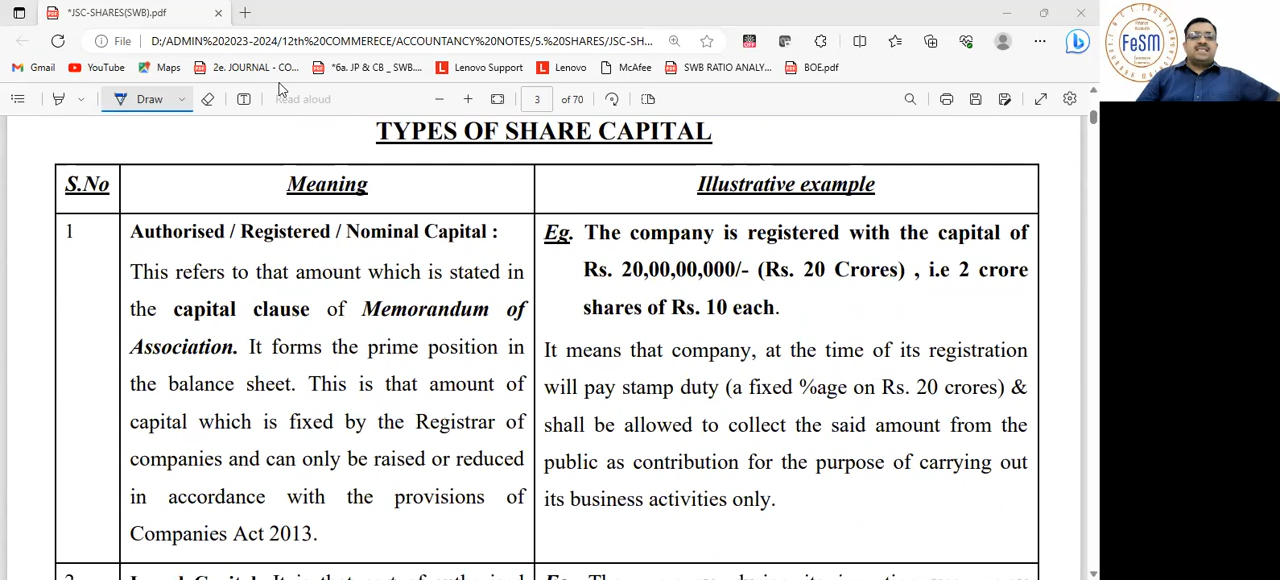 *JSC-SHARES(SWB).pdf
File
D:/ADMIN%202023-2024/12th%20COMMERCE/ACCOUNTANCE%20NOTES/5.%20SHARES/JSC-SH...
OFF
Gmail
YouTube
Maps
2e. JOURNAL - CO...
*6a. JP & CB _ SWB....
Lenovo Support
Lenovo
McAfee
SWB RATIO ANALY...
BOE.pdf
Draw
Read aloud
3 of 70
FeSM
TYPES OF SHARE CAPITAL
S.No Meaning Illustrative example
1
Authorised / Registered / Nominal Capital :
This refers to that amount which is stated in
the capital clause of Memorandum of
Association. It forms the prime position in
the balance sheet. This is that amount of
capital which is fixed by the Registrar of
companies and can only be raised or reduced
in accordance with the provisions of
Companies Act 2013.
Eg. The company is registered with the capital of
Rs. 20,00,00,000/- (Rs. 20 Crores) , i.e 2 crore
shares of Rs. 10 each.
It means that company, at the time of its registration
will pay stamp duty (a fixed %age on Rs. 20 crores) &
shall be allowed to collect the said amount from the
public as contribution for the purpose of carrying out
its business activities only.